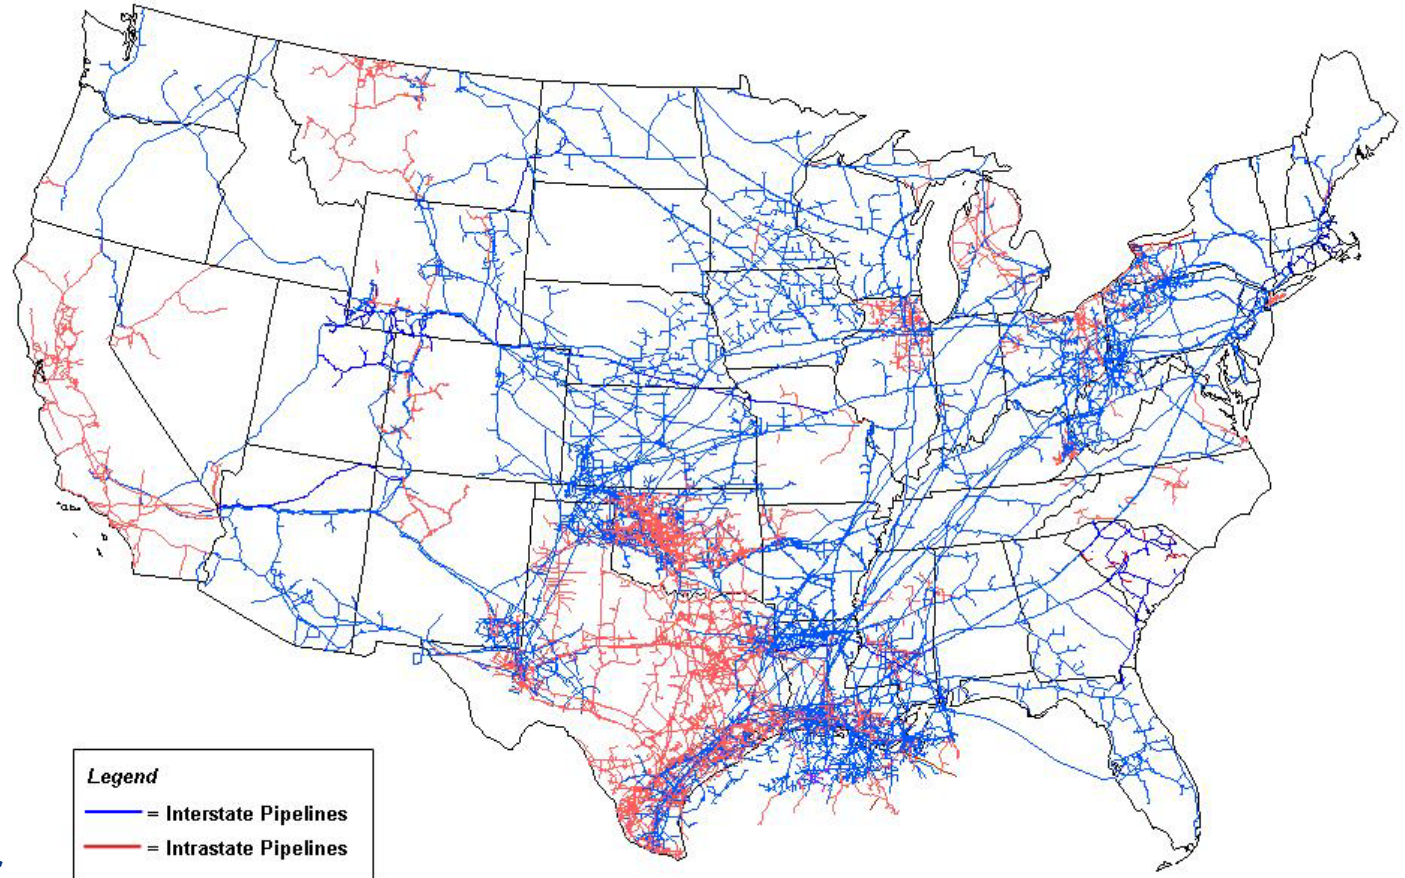 Legend
= Interstate Pipelines
= Intrastate Pipelines